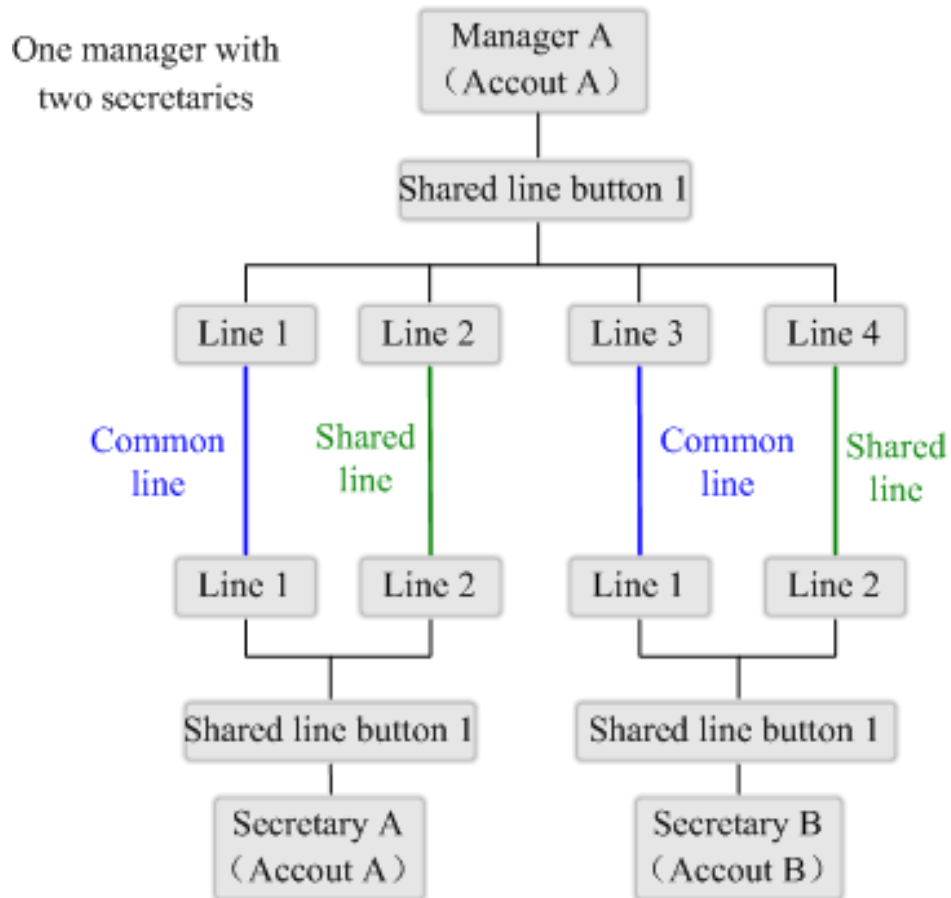 One manager with
two secretaries
Manager A
（Accout A）
Shared line button 1
Line 1
Line 2
Line 3
Line 4
Common
line
Shared
line
Common
line
Shared
line
Line 1
Line 2
Line 1
Line 2
Shared line button 1
Shared line button 1
Secretary A
（Accout A）
Secretary B
（Accout B）